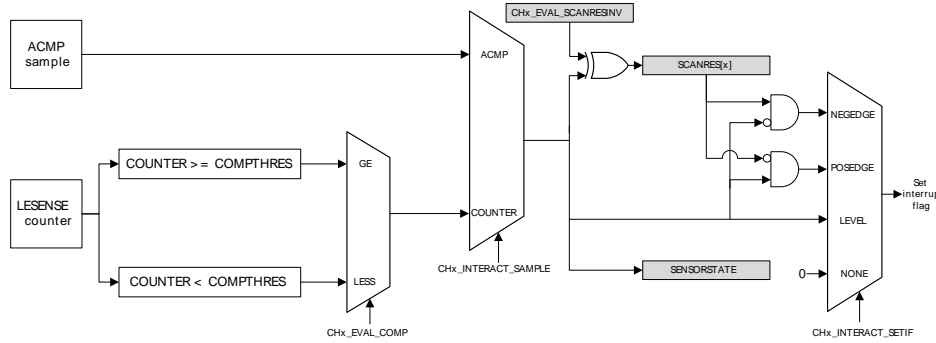 CHx_EVAL_SCANRESINV
ACMP
sample
ACMP
SCANRES[x]
NEGEDGE
COUNTER >= COMPTHRES
GE
POSEDGE
LESENSE
counter
COUNTER
Set
interrup
flag
LEVEL
CHx_INTERACT_SAMPLE
SENSORSTATE
COUNTER < COMPTHRES
LESS
0
NONE
CHx_EVAL_COMP
CHx_INTERACT_SETIF